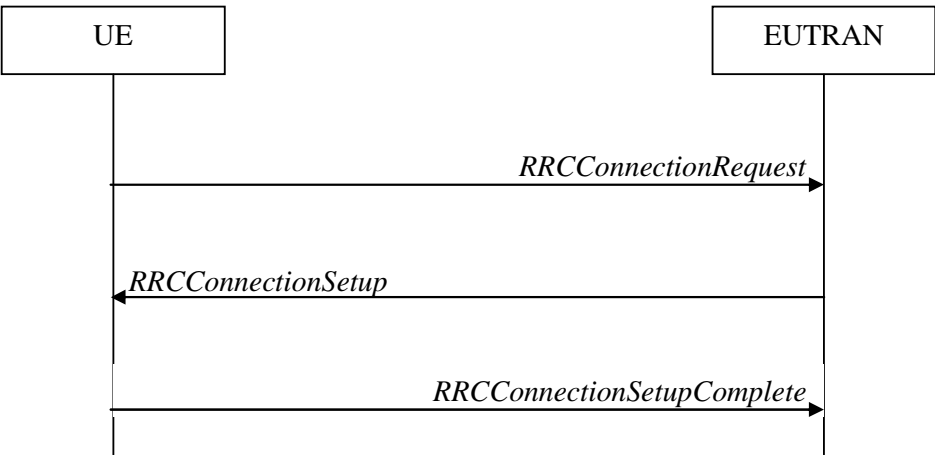 UE
EUTRAN
RRCConnectionRequest
RRCConnectionSetup
RRCConnectionSetupComplete